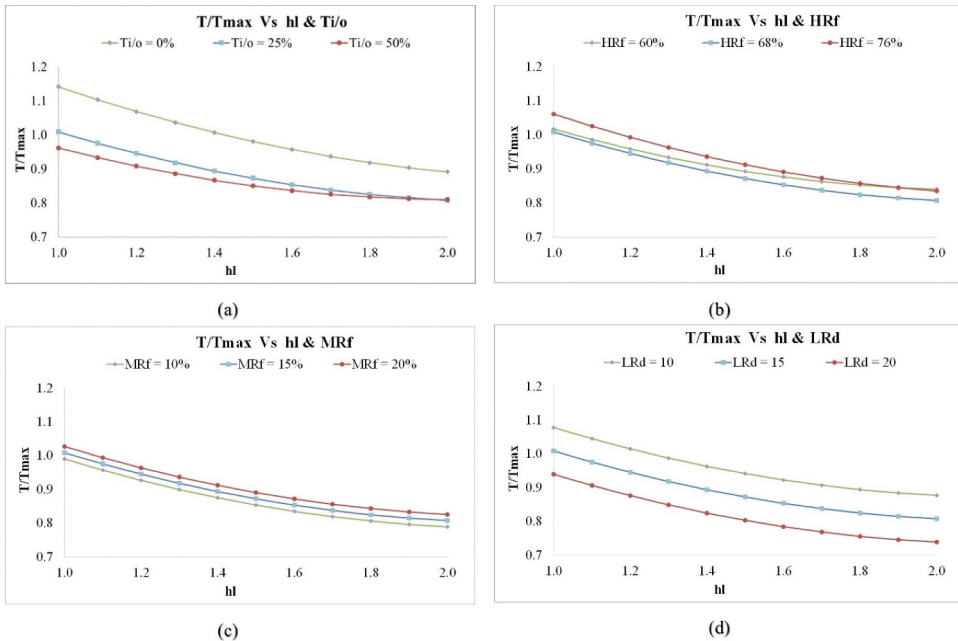 T/Tmax Vs hl & Ti/o
Ti/o = 0% Ti/o = 25% Ti/o = 50%
1.2
1.1
1.0
0.9
0.8
0.7
T/Tmax
1.0 1.2 1.4 1.6 1.8 2.0
hl
(a)
T/Tmax Vs hl & HRf
HRf = 60% HRf = 68% HRf = 76%
1.2
1.1
1.0
0.9
0.8
0.7
T/Tmax
1.0 1.2 1.4 1.6 1.8 2.0
hl
(b)
T/Tmax Vs hl & MRf
MRf = 10% MRf = 15% MRf = 20%
1.2
1.1
1.0
0.9
0.8
0.7
T/Tmax
1.0 1.2 1.4 1.6 1.8 2.0
hl
(c)
T/Tmax Vs hl & LRd
LRd = 10 LRd = 15 LRd = 20
1.2
1.1
1.0
0.9
0.8
0.7
T/Tmax
1.0 1.2 1.4 1.6 1.8 2.0
hl
(d)